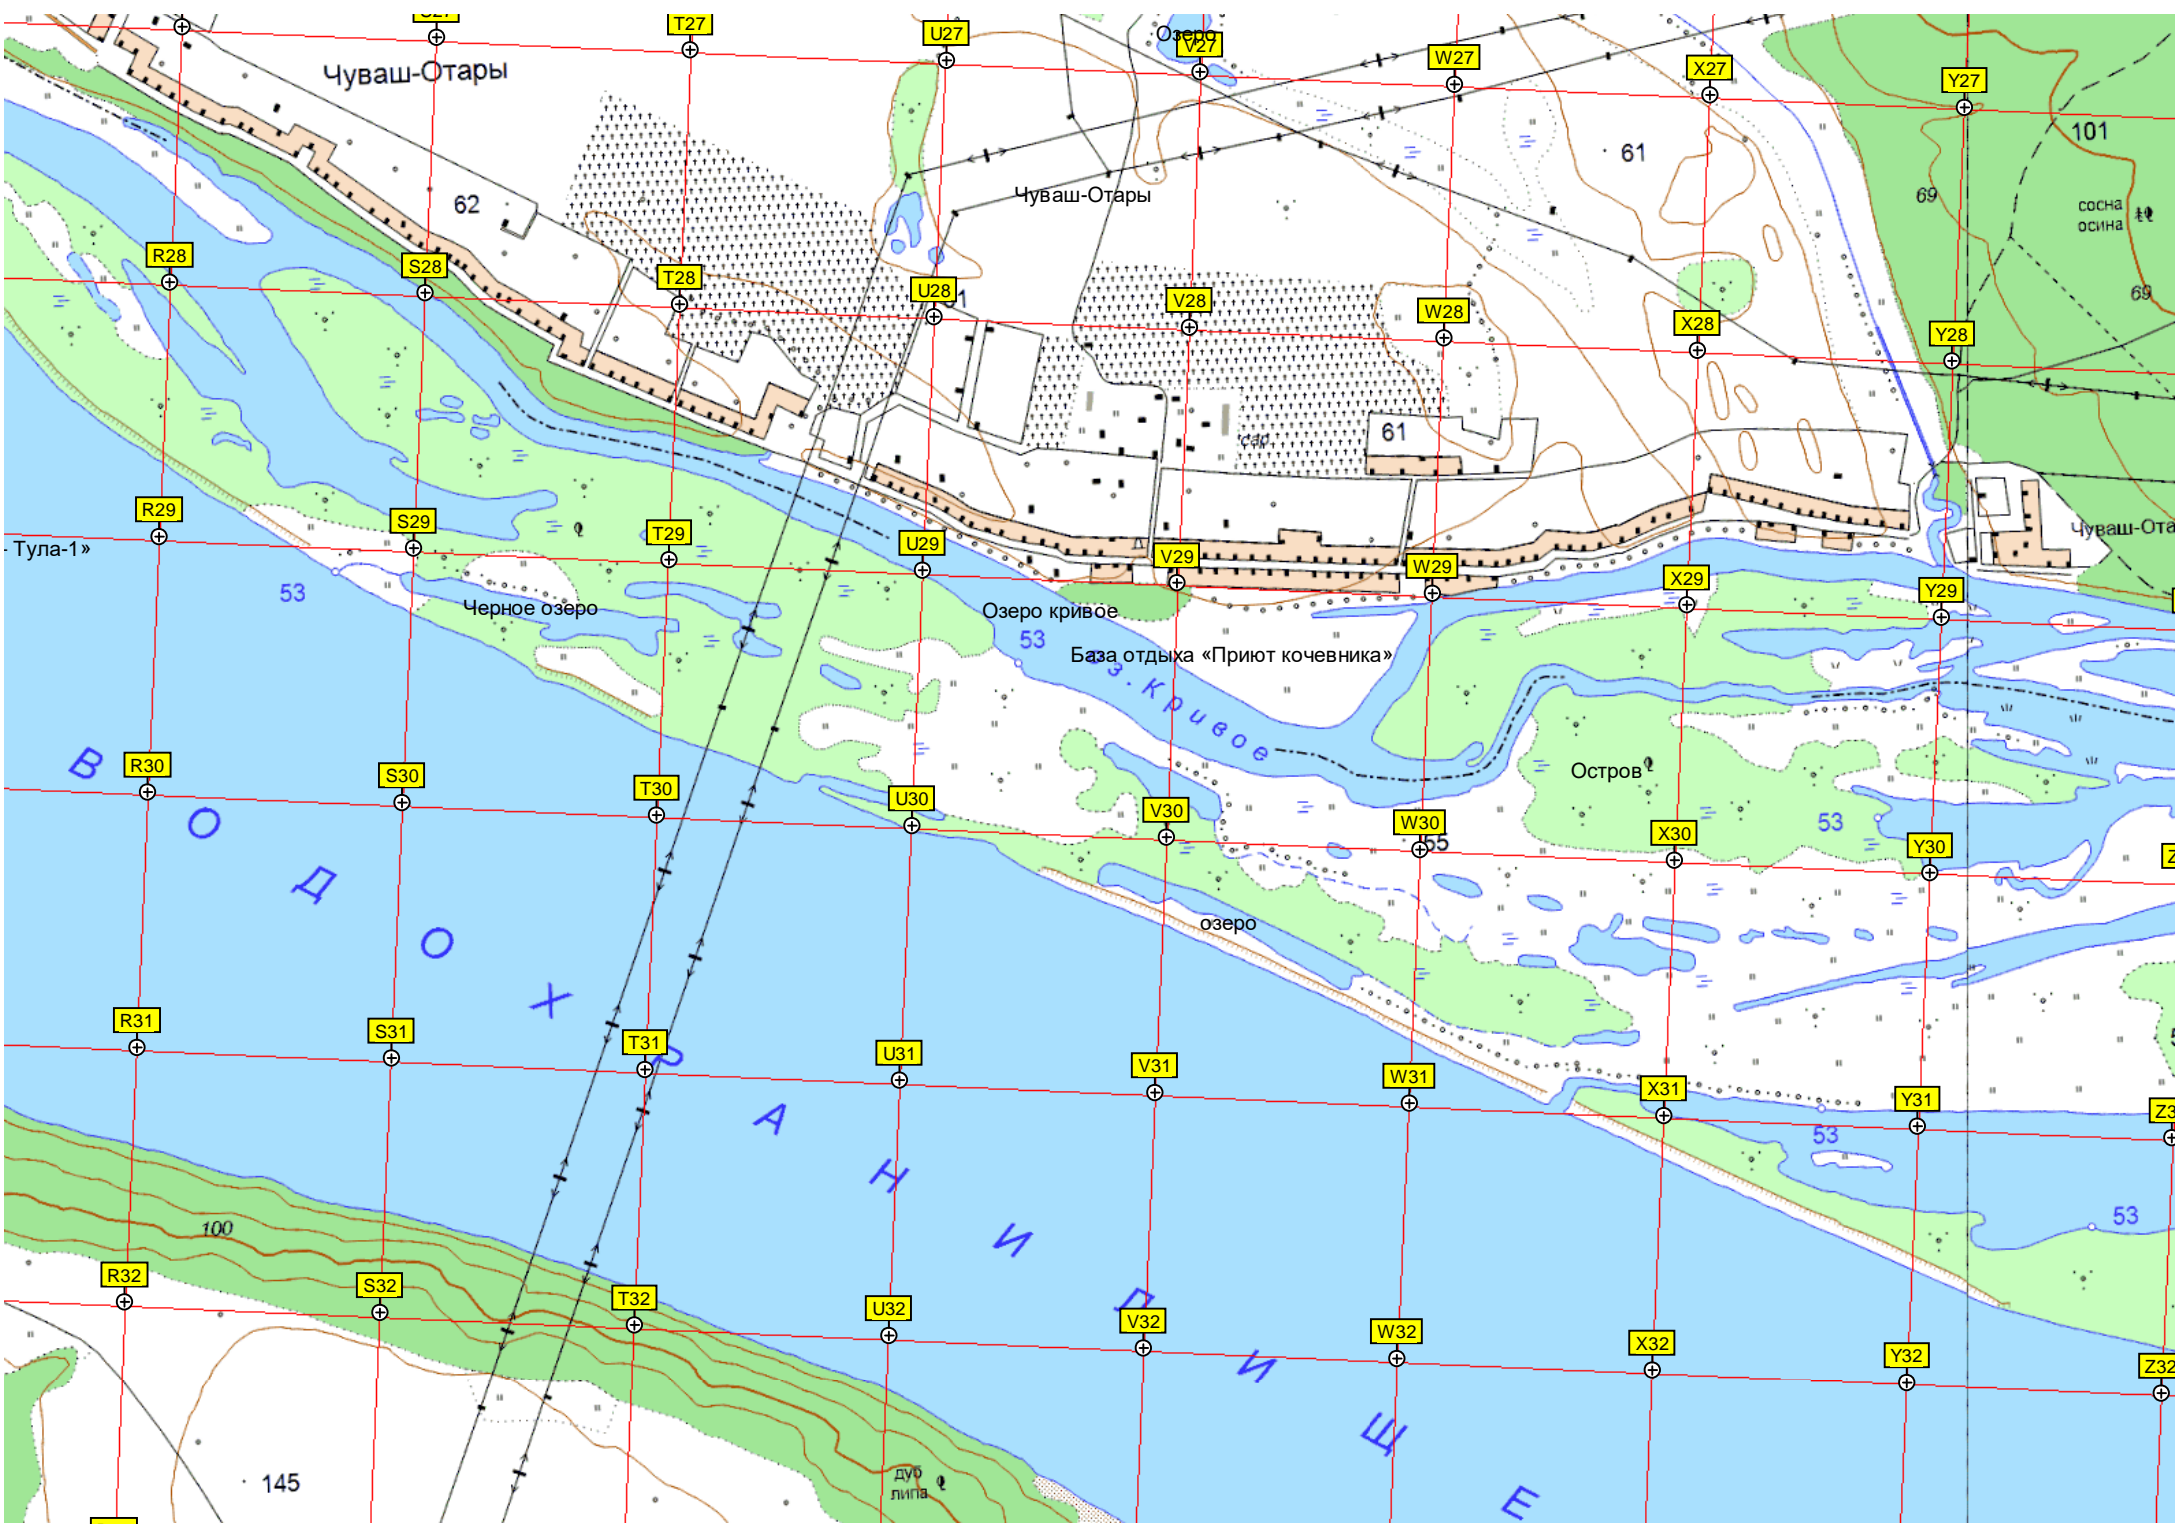 T27
U27
Озеро
V27
W27
X27
Y27
Чуваш-Отары
101
61
62
Чуваш-Отары
69
сосна
осина
R28
S28
T28
U28
V28
W28
X28
Y28
69
61
сар.
R29
S29
T29
U29
V29
W29
X29
Y29
Чуваш-Ота
- Тула-1»
53
Черное озеро
Озеро кривое
53
База отдыха «Приют кочевника»
оз. Кривое
Остров
R30
S30
T30
U30
V30
W30
X30
Y30
53
55
озеро
R31
S31
T31
U31
V31
W31
X31
Y31
Z3
53
53
ВОДОХРАНИЛИЩЕ
100
R32
S32
T32
U32
V32
W32
X32
Y32
Z32
145
дуб
липа